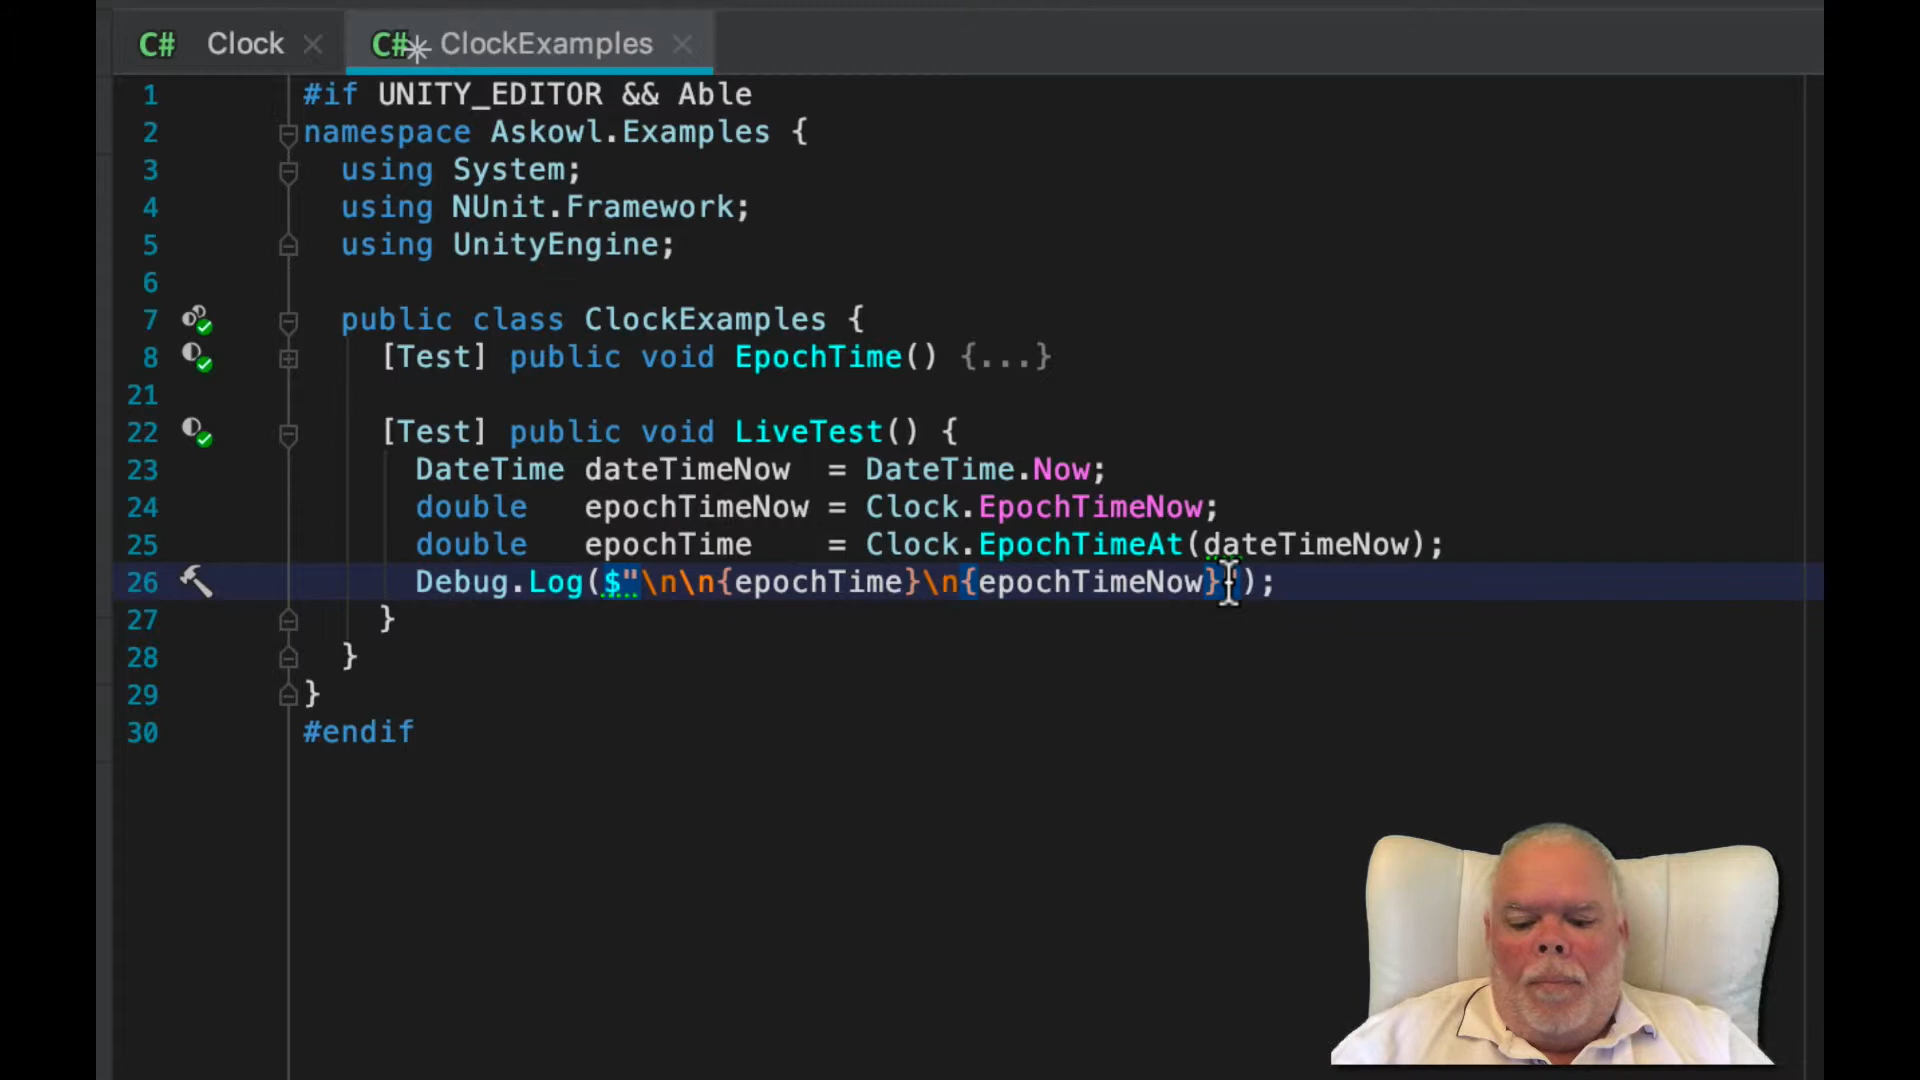 C# Clock C# ClockExamples
1 #if UNITY_EDITOR && Able
2 namespace Askowl.Examples {
3 using System;
4 using NUnit.Framework;
5 using UnityEngine;
6
7 public class ClockExamples {
8 [Test] public void EpochTime() {...}
21
22 [Test] public void LiveTest() {
23 DateTime dateTimeNow = DateTime.Now;
24 double epochTimeNow = Clock.EpochTimeNow;
25 double epochTime = Clock.EpochTimeAt(dateTimeNow);
26 Debug.Log($"\n\n{epochTime}\n{epochTimeNow}");
27 }
28 }
29 }
30 #endif